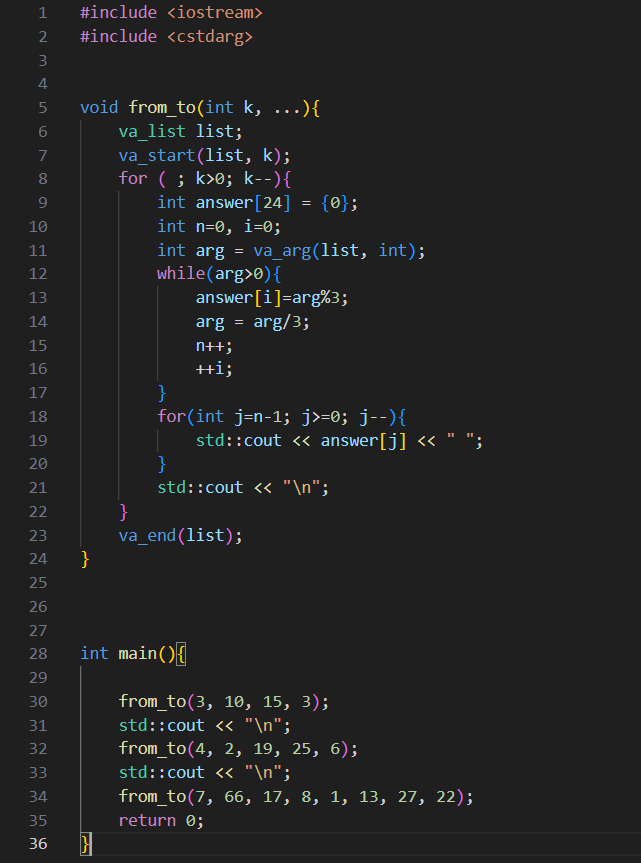 1 #include <iostream>
2 #include <cstdarg>
3
4
5 void from_to(int k, ...){
6     va_list list;
7     va_start(list, k);
8     for ( ; k>0; k--){
9         int answer[24] = {0};
10         int n=0, i=0;
11         int arg = va_arg(list, int);
12         while(arg>0){
13             answer[i]=arg%3;
14             arg = arg/3;
15             n++;
16             ++i;
17         }
18         for(int j=n-1; j>=0; j--){
19             std::cout << answer[j] << " ";
20         }
21         std::cout << "\n";
22     }
23     va_end(list);
24 }
25
26
27
28 int main(){
29
30     from_to(3, 10, 15, 3);
31     std::cout << "\n";
32     from_to(4, 2, 19, 25, 6);
33     std::cout << "\n";
34     from_to(7, 66, 17, 8, 1, 13, 27, 22);
35     return 0;
36 }